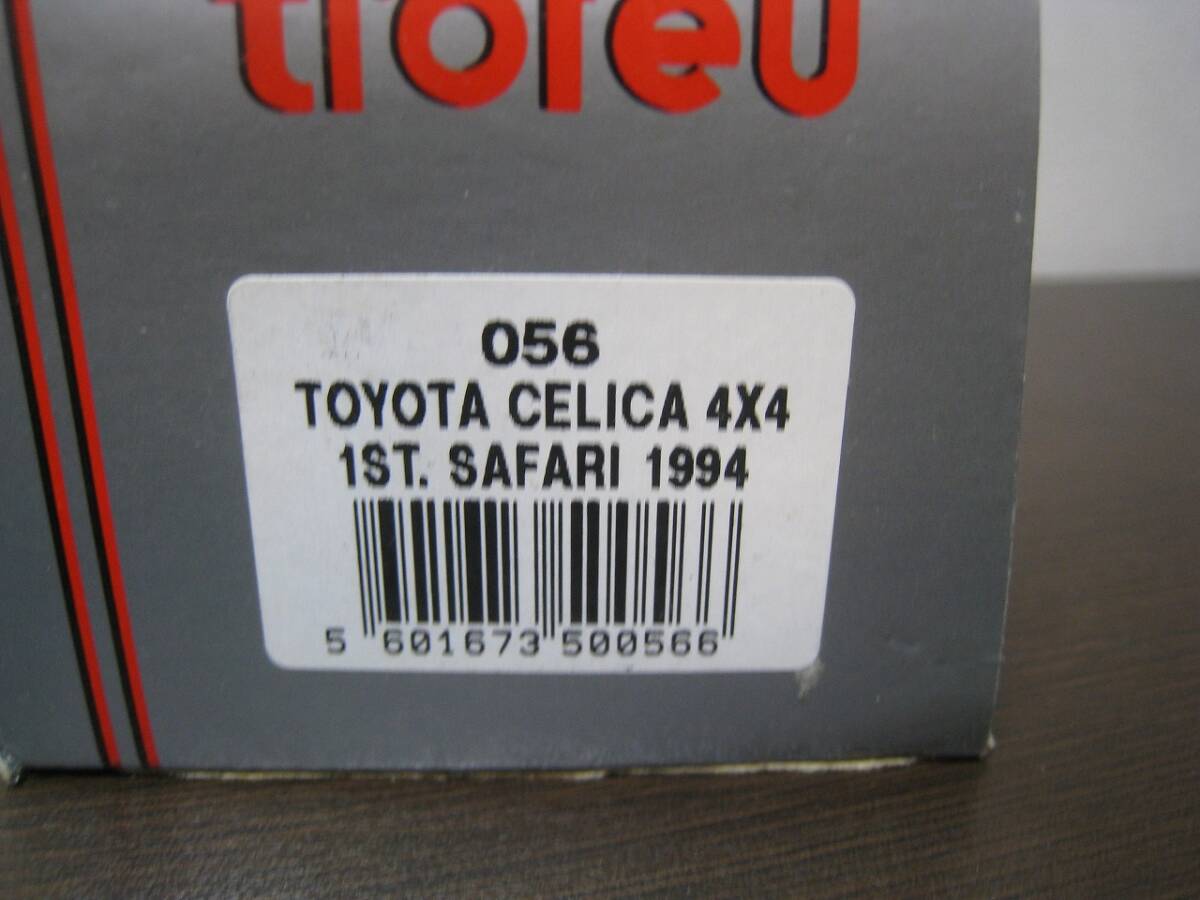 trofeu
056
TOYOTA CELICA 4X4
1ST. SAFARI 1994
5 601673 500566